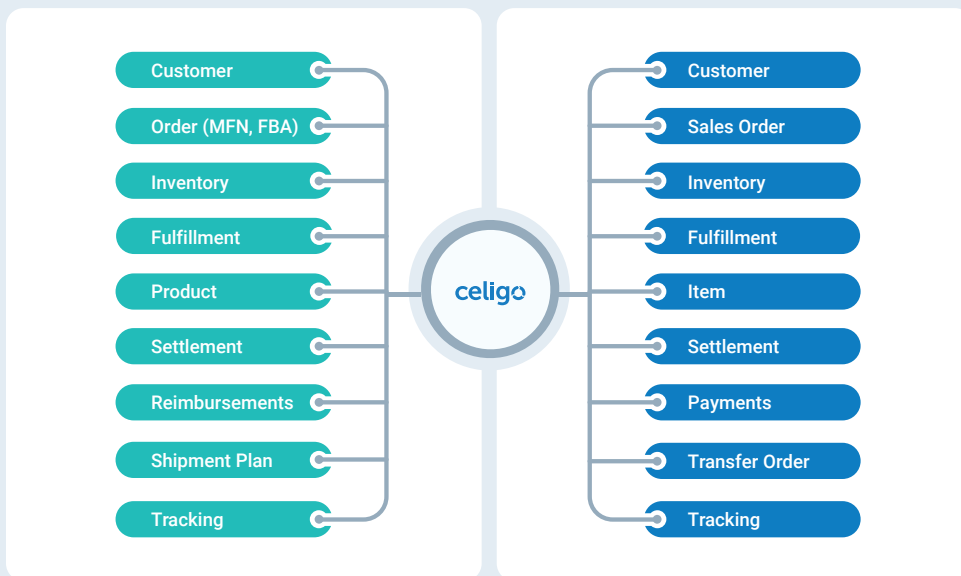 Customer
Order (MFN, FBA)
Inventory
Fulfillment
Product
Settlement
Reimbursements
Shipment Plan
Tracking
celigo
Customer
Sales Order
Inventory
Fulfillment
Item
Settlement
Payments
Transfer Order
Tracking